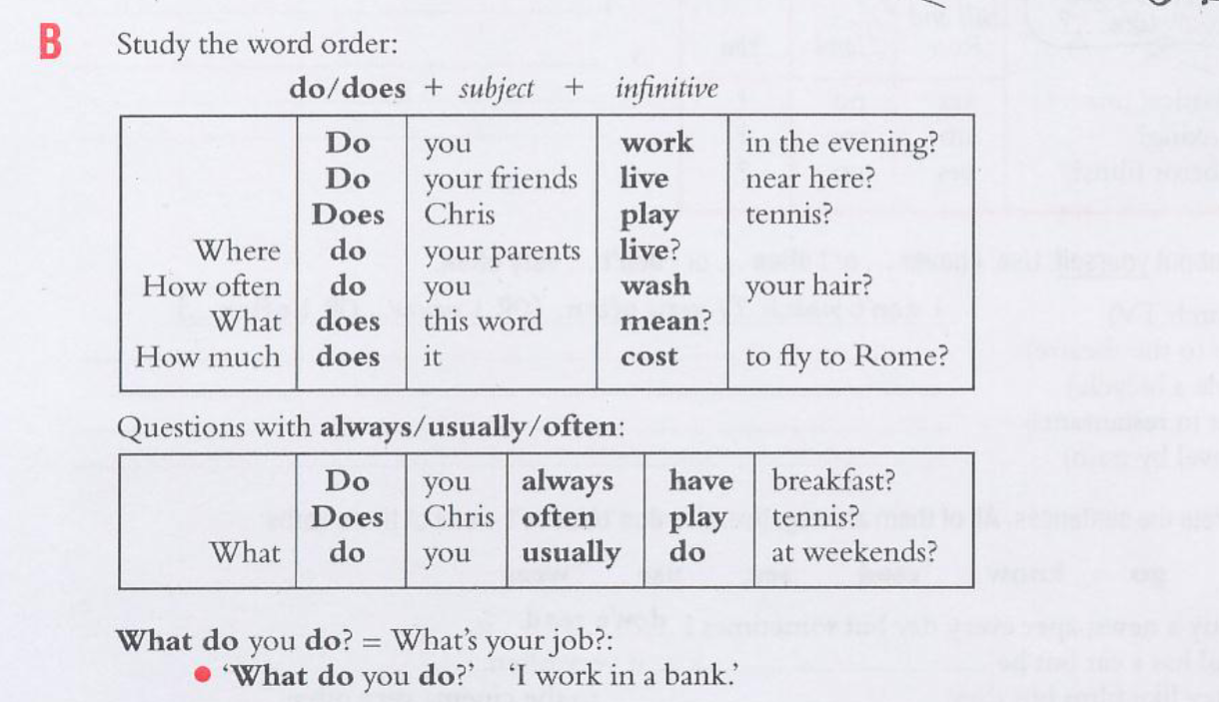 B Study the word order:
do/does + subject + infinitive
Do you work in the evening?
Do your friends live near here?
Does Chris play tennis?
Where do your parents live?
How often do you wash your hair?
What does this word mean?
How much does it cost to fly to Rome?
Questions with always/usually/often:
Do you always have breakfast?
Does Chris often play tennis?
What do you usually do at weekends?
What do you do? = What's your job?:
● 'What do you do?' 'I work in a bank.'